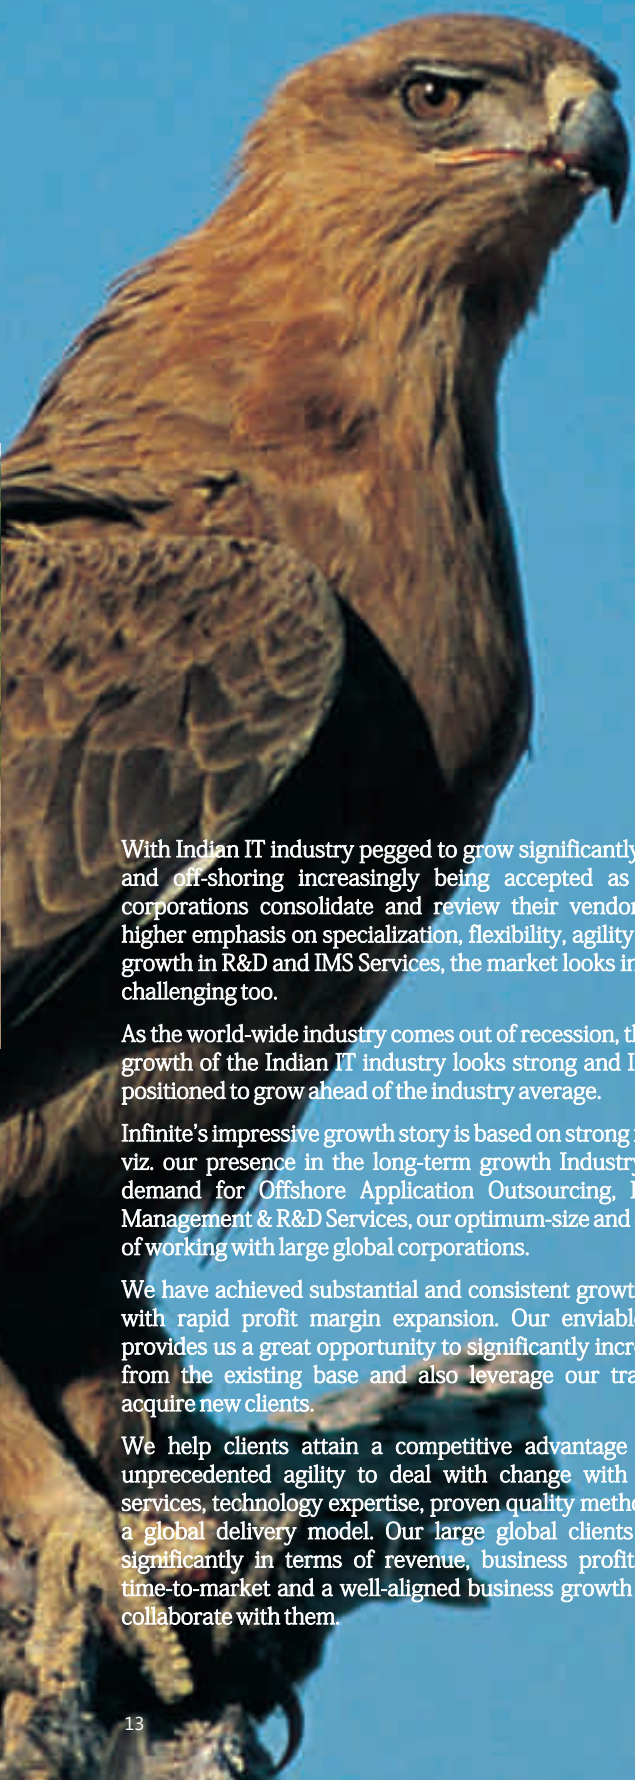 With Indian IT industry pegged to grow significantly
and off-shoring increasingly being accepted as
corporations consolidate and review their vendor
higher emphasis on specialization, flexibility, agility
growth in R&D and IMS Services, the market looks in
challenging too.
As the world-wide industry comes out of recession,
growth of the Indian IT industry looks strong and
positioned to grow ahead of the industry average.
Infinite's impressive growth story is based on strong
viz. our presence in the long-term growth Industry
demand for Offshore Application Outsourcing,
Management & R&D Services, our optimum-size and
of working with large global corporations.
We have achieved substantial and consistent
with rapid profit margin expansion. Our
provides us a great opportunity to significantly
from the existing base and also leverage our
acquire new clients.
We help clients attain a competitive advantage
unprecedented agility to deal with change with
services, technology expertise, proven quality
a global delivery model. Our large global clients
significantly in terms of revenue, business
time-to-market and a well-aligned business growth
collaborate with them.
13